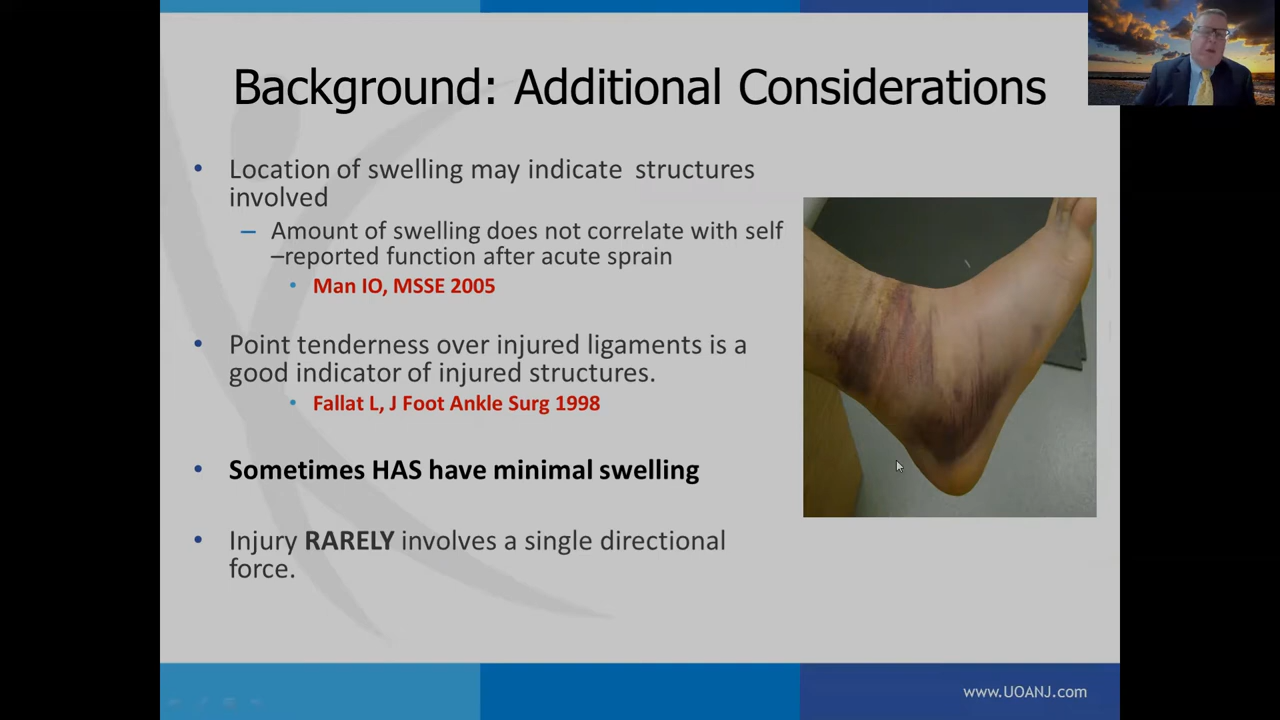 Background: Additional Considerations
• Location of swelling may indicate structures
involved
– Amount of swelling does not correlate with self
–reported function after acute sprain
• Man IO, MSSE 2005
• Point tenderness over injured ligaments is a
good indicator of injured structures.
• Fallat L, J Foot Ankle Surg 1998
• Sometimes HAS have minimal swelling
• Injury RARELY involves a single directional
force.
www.UOANJ.com